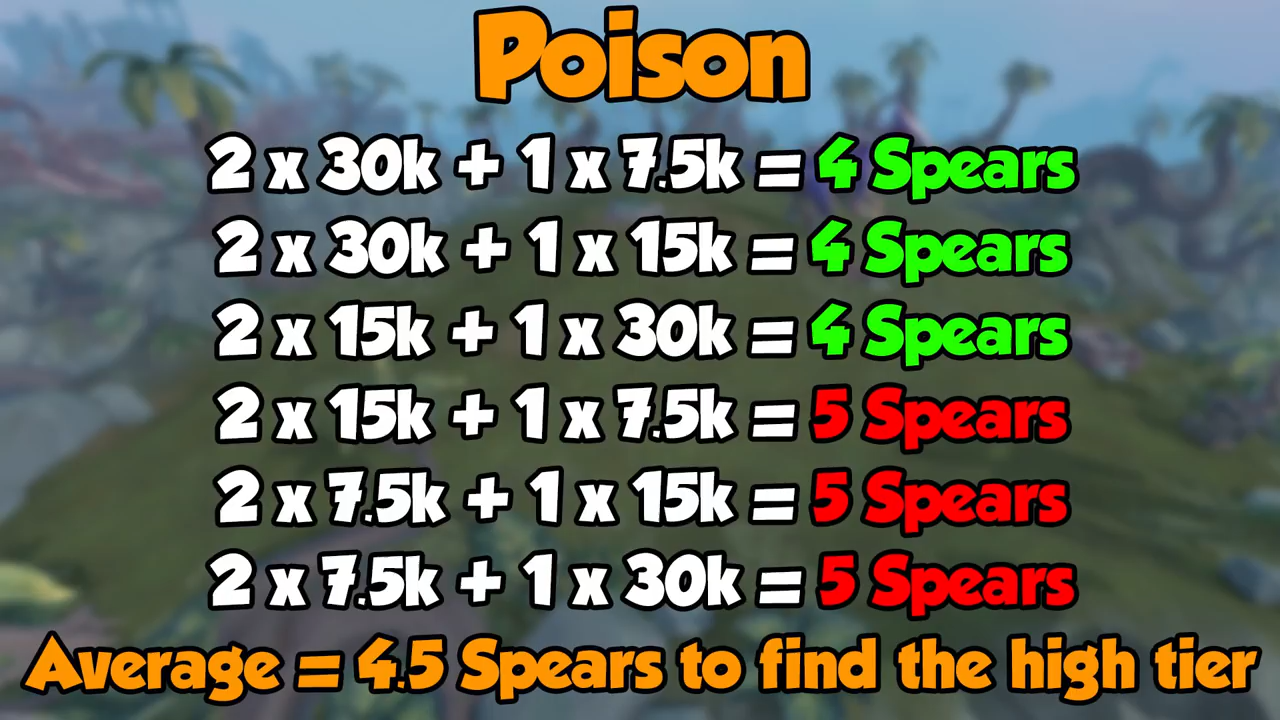 Poison
2 x 30k + 1 x 7.5k = 4 Spears
2 x 30k + 1 x 15k = 4 Spears
2 x 15k + 1 x 30k = 4 Spears
2 x 15k + 1 x 7.5k = 5 Spears
2 x 7.5k + 1 x 15k = 5 Spears
2 x 7.5k + 1 x 30k = 5 Spears
Average = 4.5 Spears to find the high tier